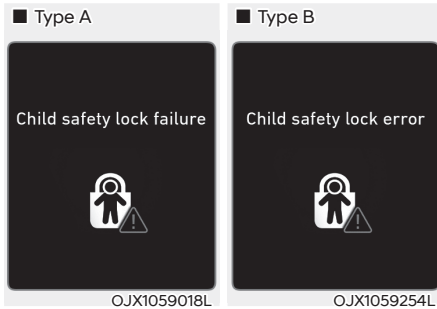 ■ Type A
Child safety lock failure
OJX1059018L
■ Type B
Child safety lock error
OJX1059254L